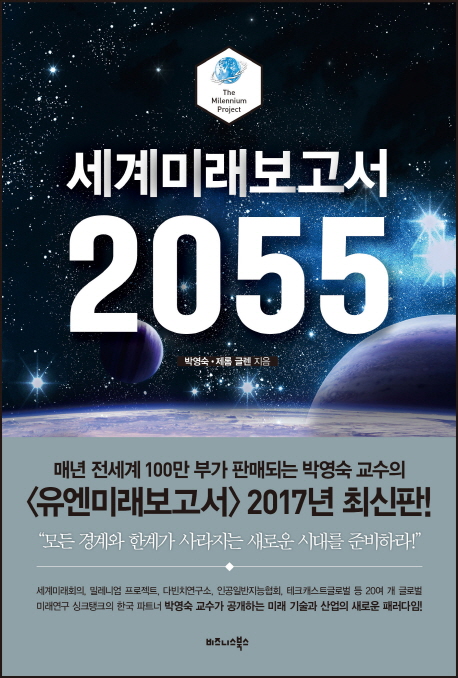 The
Milennium
Project
세계미래보고서
2055
박영숙 · 제롬 글렌 지음
매년 전세계 100만 부가 판매되는 박영숙 교수의
〈유엔미래보고서〉 2017년 최신판!
“모든 경계와 한계가 사라지는 새로운 시대를 준비하라!”
세계미래회의, 밀레니엄 프로젝트, 다빈치연구소, 인공일반지능협회, 테크캐스트글로벌 등 20여 개 글로벌
미래연구 싱크탱크의 한국 파트너 박영숙 교수가 공개하는 미래 기술과 산업의 새로운 패러다임!
비즈니스북스